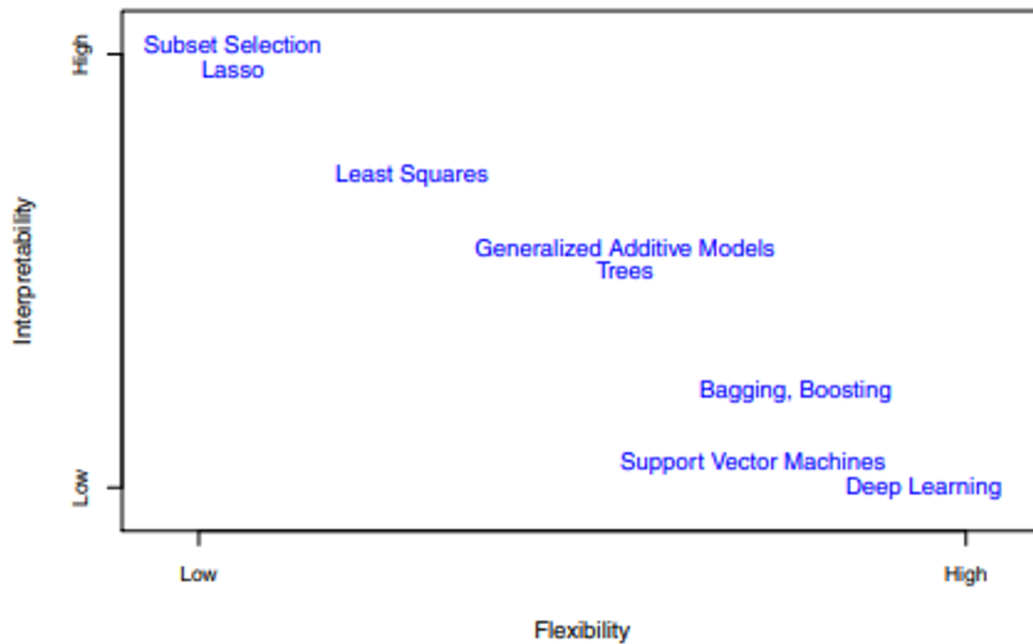 High
Subset Selection
Lasso
Least Squares
Generalized Additive Models
Trees
Interpretability
Bagging, Boosting
Support Vector Machines
Low
Deep Learning
Low
High
Flexibility